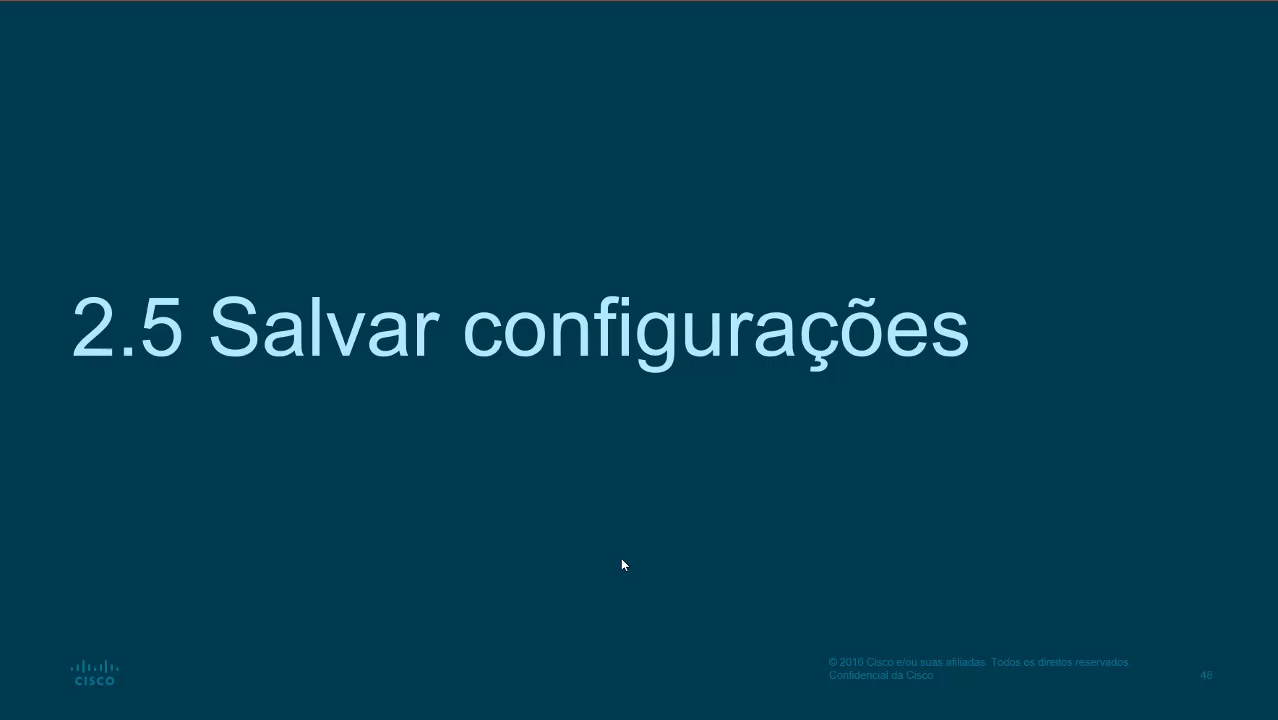 2.5 Salvar configurações
CISCO
© 2016 Cisco e/ou suas afiliadas. Todos os direitos reservados.
Confidencial da Cisco
48